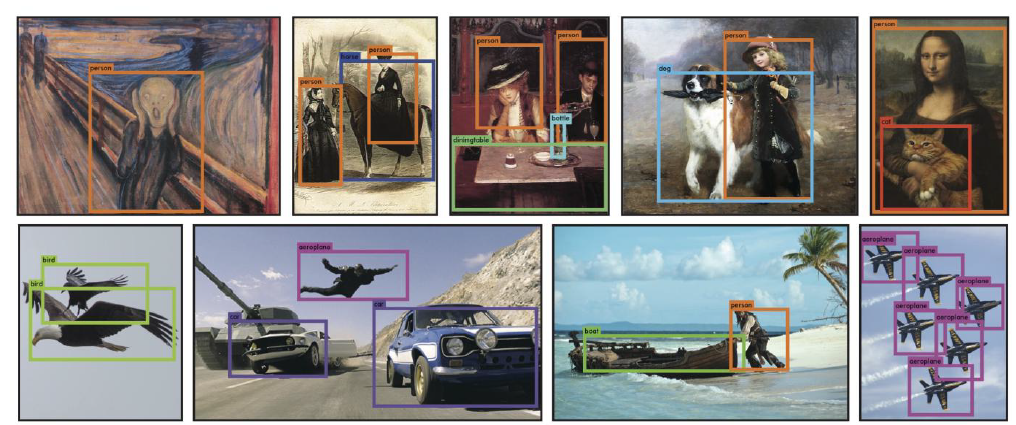 person
person
horse
person
person
person
bottle
diningtable
person
dog
person
cat
bird
bird
aeroplane
car
car
person
boat
aeroplane
aeroplane
aeroplane
aeroplane
aeroplane
aeroplane